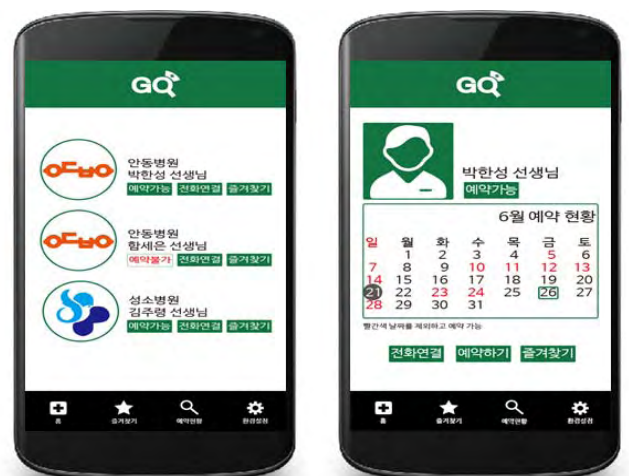 GQ
안동병원
박한성 선생님
예약가능 전화연결 즐겨찾기
안동병원
함세은 선생님
예약불가 전화연결 즐겨찾기
성소병원
김주령 선생님
예약가능 전화연결 즐겨찾기
홈 즐겨찾기 예약현황 환경설정
GQ
박한성 선생님
예약가능
6월 예약 현황
일 월 화 수 목 금 토
1 2 3 4 5 6
7 8 9 10 11 12 13
14 15 16 17 18 19 20
21 22 23 24 25 26 27
28 29 30 31
빨간색 날짜를 제외하고 예약 가능
전화연결 예약하기 즐겨찾기
홈 즐겨찾기 예약현황 환경설정